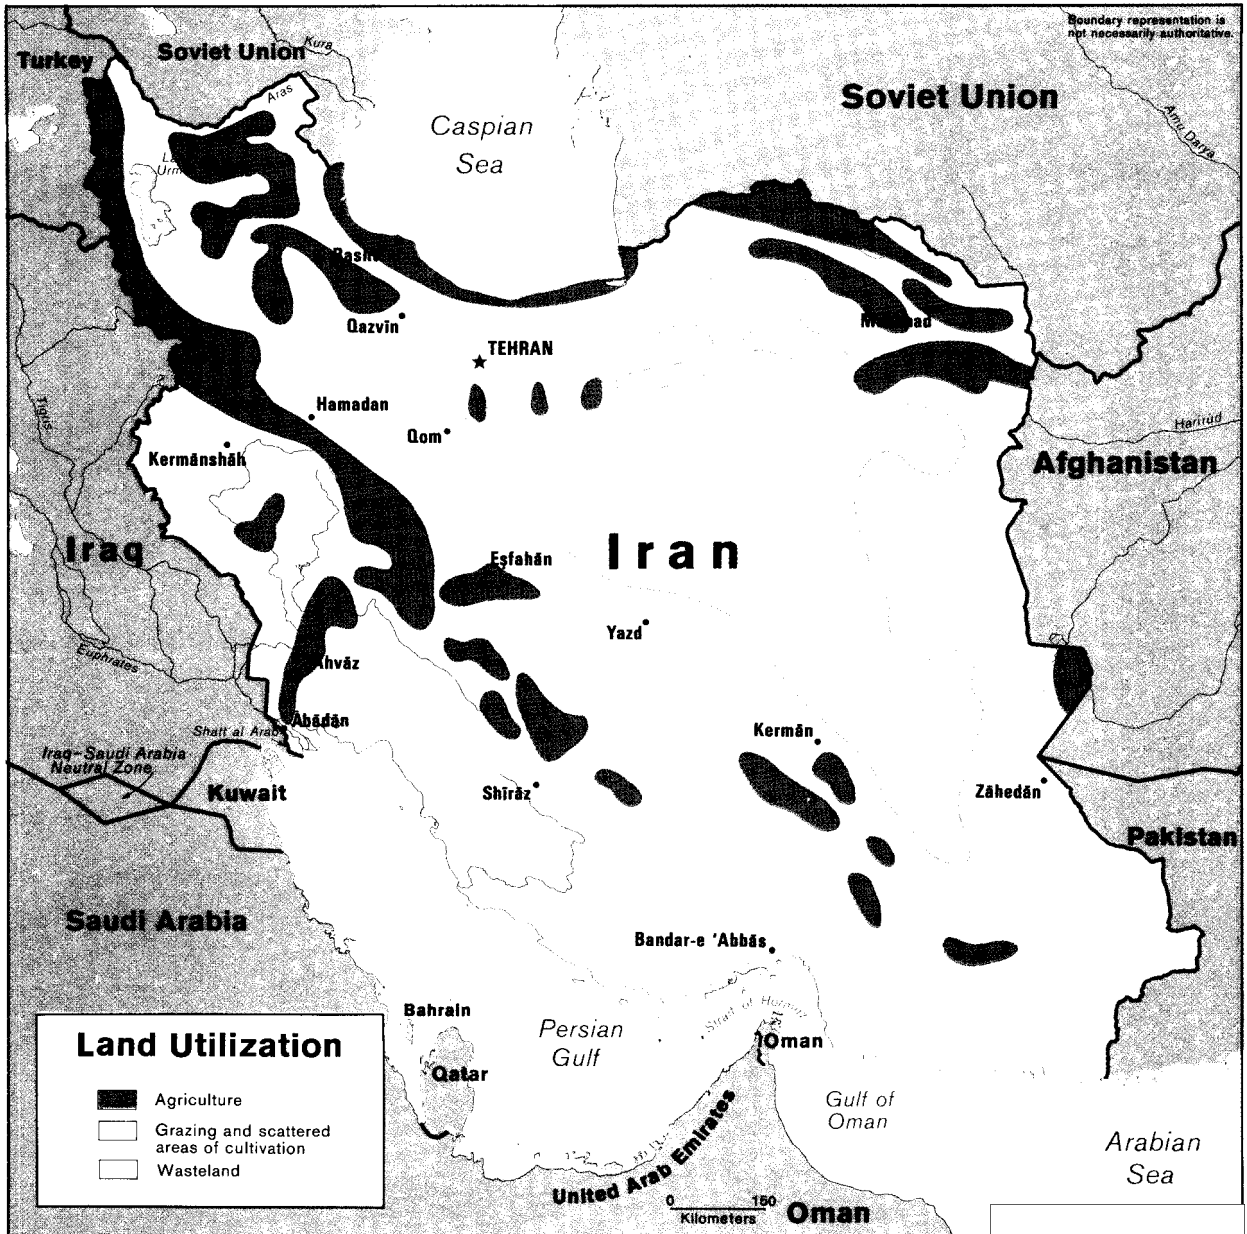 Boundary representation is
not necessarily authoritative.
Turkey
Soviet Union
Kura
Soviet Union
Aras
Caspian
Sea
Amu Darya
Qazvīn
TEHRAN
Hamadan
Qom
Harirud
Kermānshāh
Afghanistan
Tigris
Iraq
Iran
Eşfahān
Yazd
Euphrates
Ahvāz
Ābādān
Shatt al Arab
Kermān
Iraq–Saudi Arabia
Neutral Zone
Kuwait
Shīrāz
Zāhedān
Pakistan
Saudi Arabia
Bandar-e 'Abbās
Bahrain
Strait of Hormuz
Persian
Gulf
Oman
Qatar
Gulf of
Oman
Arabian
Sea
United Arab Emirates
Oman
0 150
Kilometers
Land Utilization
Agriculture
Grazing and scattered
areas of cultivation
Wasteland